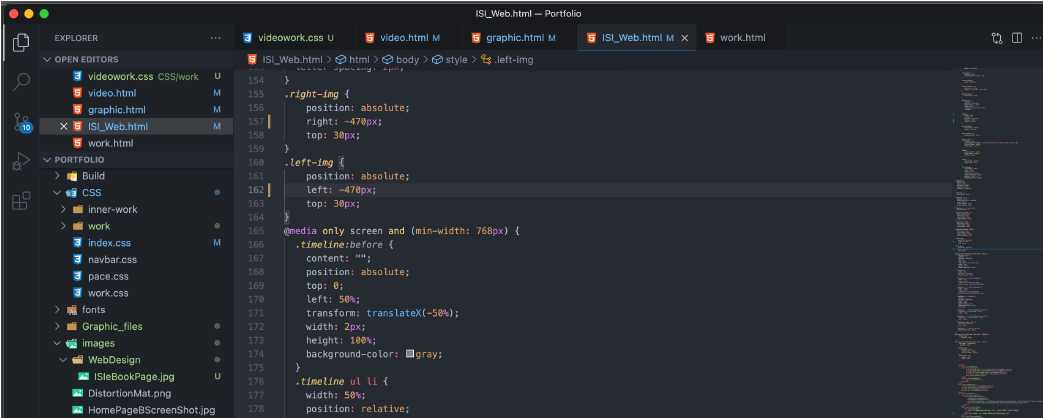 ISI_Web.html — Portfolio
EXPLORER
···
OPEN EDITORS
videowork.css CSS/work U
video.html M
graphic.html M
ISI_Web.html M
work.html
10
PORTFOLIO
Build
CSS
inner-work
work
index.css M
navbar.css
pace.css
work.css
fonts
Graphic_files
images
WebDesign
ISIeBookPage.jpg U
DistortionMat.png
HomePageBScreenShot.jpg
videowork.css U
video.html M
graphic.html M
ISI_Web.html M
work.html
ISI_Web.html > html > body > style > .left-img
letter-spacing: 2px;
154 }
155 .right-img {
156 position: absolute;
157 right: -470px;
158 top: 30px;
159 }
160 .left-img {
161 position: absolute;
162 left: -470px;
163 top: 30px;
164 }
165 @media only screen and (min-width: 768px) {
166 .timeline:before {
167 content: "";
168 position: absolute;
169 top: 0;
170 left: 50%;
171 transform: translateX(-50%);
172 width: 2px;
173 height: 100%;
174 background-color: gray;
175 }
176 .timeline ul li {
177 width: 50%;
178 position: relative;